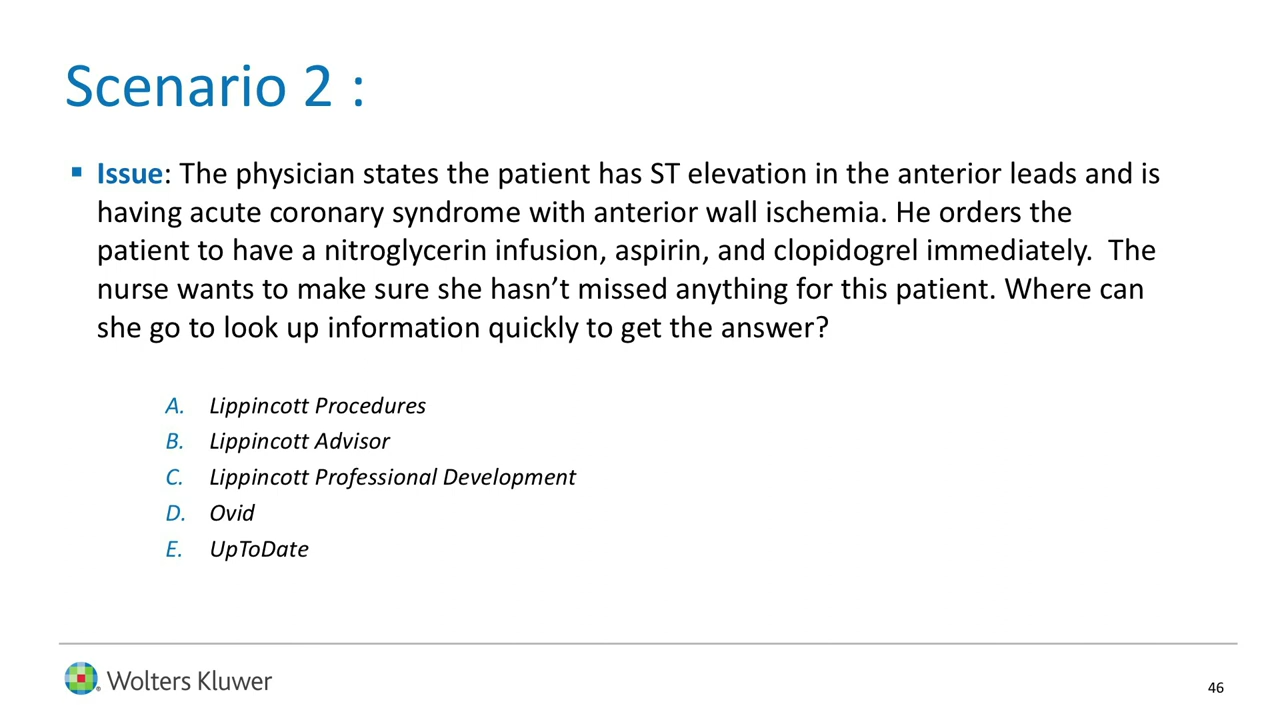 Scenario 2 :
▪ Issue: The physician states the patient has ST elevation in the anterior leads and is
having acute coronary syndrome with anterior wall ischemia. He orders the
patient to have a nitroglycerin infusion, aspirin, and clopidogrel immediately.  The
nurse wants to make sure she hasn’t missed anything for this patient. Where can
she go to look up information quickly to get the answer?
A. Lippincott Procedures
B. Lippincott Advisor
C. Lippincott Professional Development
D. Ovid
E. UpToDate
® Wolters Kluwer
46